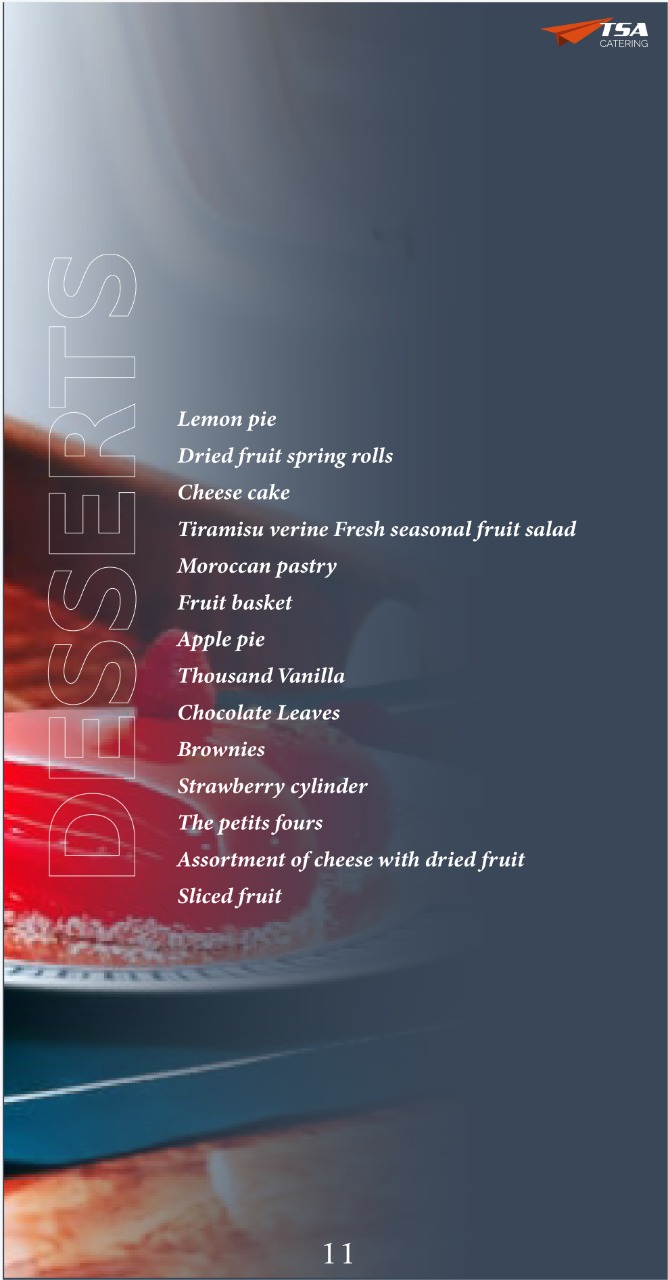 TSA
CATERING
DESSERTS
Lemon pie
Dried fruit spring rolls
Cheese cake
Tiramisu verine Fresh seasonal fruit salad
Moroccan pastry
Fruit basket
Apple pie
Thousand Vanilla
Chocolate Leaves
Brownies
Strawberry cylinder
The petits fours
Assortment of cheese with dried fruit
Sliced fruit
11